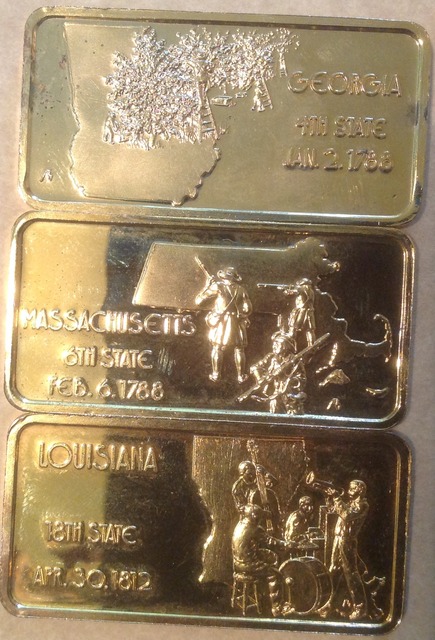 GEORGIA
4TH STATE
JAN. 2. 1788
MASSACHUSETTS
6TH STATE
FEB. 6. 1788
LOUISIANA
18TH STATE
APR. 30. 1812